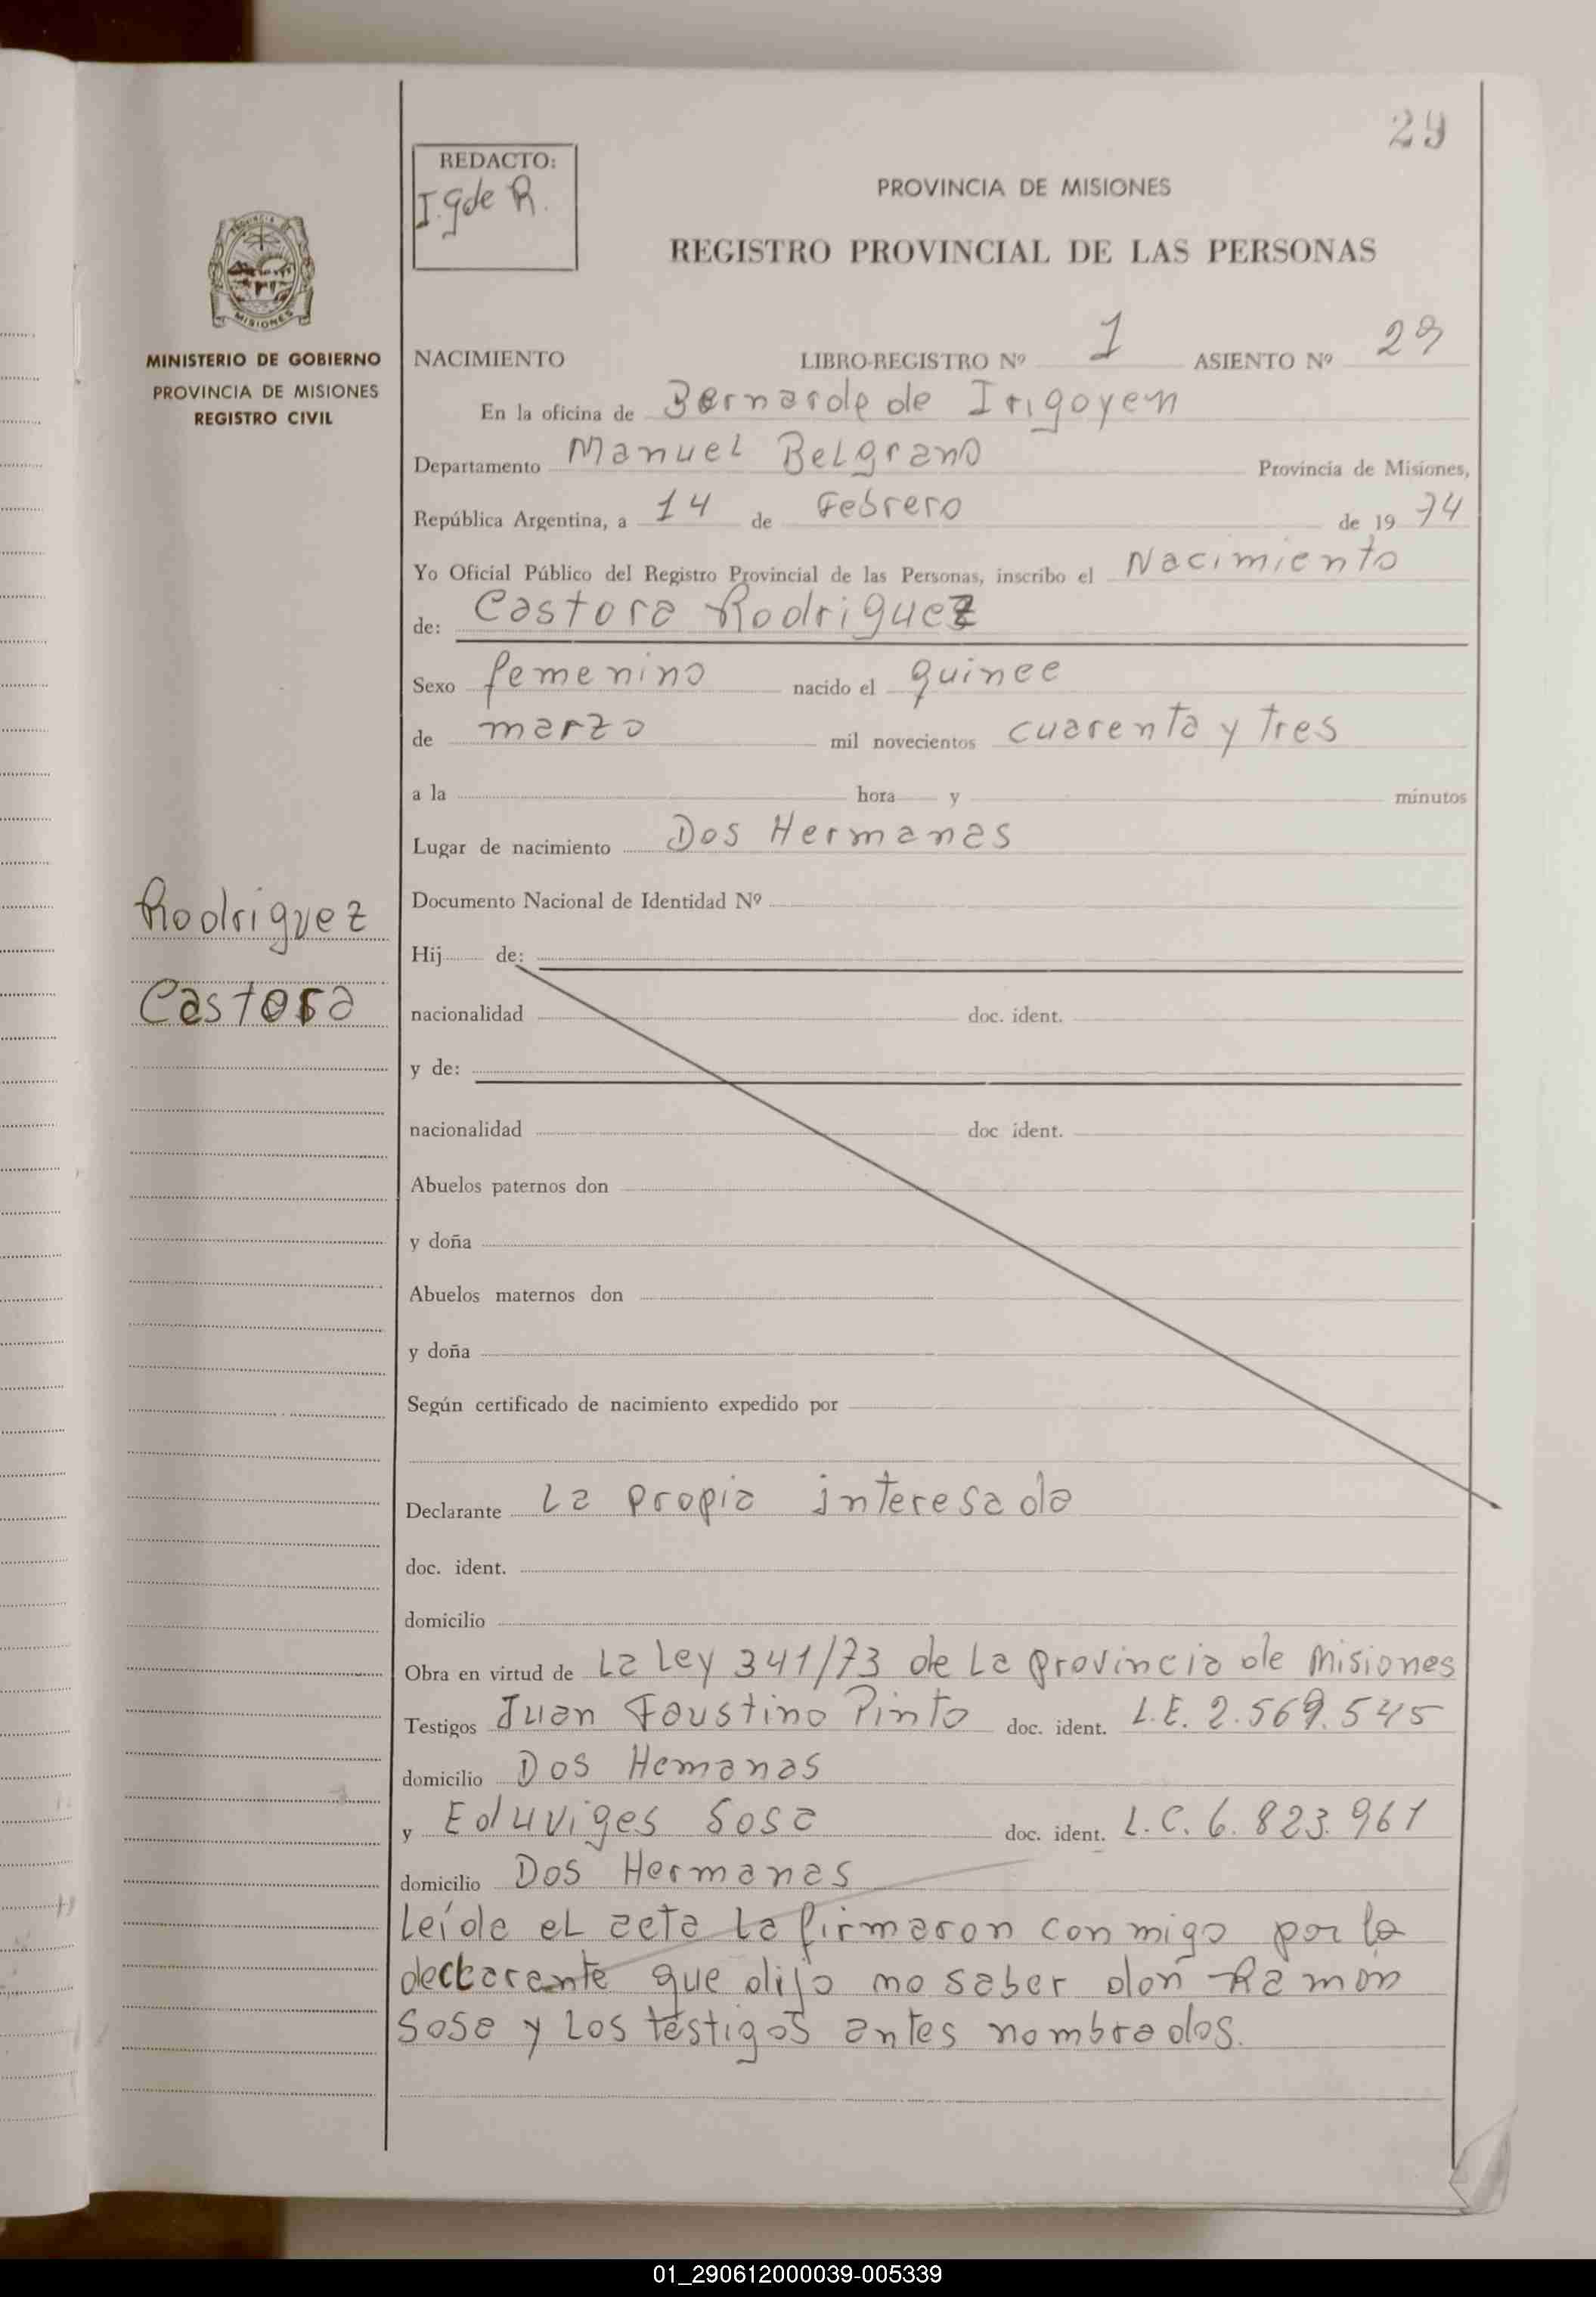 29
REDACTO:
I. G de R.
PROVINCIA DE MISIONES
REGISTRO PROVINCIAL DE LAS PERSONAS
PROVINCIA
MISIONES
MINISTERIO DE GOBIERNO
PROVINCIA DE MISIONES
REGISTRO CIVIL
NACIMIENTO LIBRO-REGISTRO Nº 1 ASIENTO Nº 29
En la oficina de Bernardo de Irigoyen
Departamento Manuel Belgrano Provincia de Misiones,
República Argentina, a 14 de Febrero de 19 74
Yo Oficial Público del Registro Provincial de las Personas, inscribo el Nacimiento
de: Castora Rodriguez
Sexo femenino nacido el quince
de marzo mil novecientos cuarenta y tres
a la hora y minutos
Lugar de nacimiento Dos Hermanas
Documento Nacional de Identidad Nº
Rodriguez
Castora
Hij de:
nacionalidad doc. ident.
y de:
nacionalidad doc ident.
Abuelos paternos don
y doña
Abuelos maternos don
y doña
Según certificado de nacimiento expedido por
Declarante La propia interesada
doc. ident.
domicilio
Obra en virtud de La Ley 341/73 de La provincia de Misiones
Testigos Juan Faustino Pinto doc. ident. L.E. 2.569.545
domicilio Dos Hemanas
y Eduviges Sosa doc. ident. L.C. 6.823.961
domicilio Dos Hermanas
Leída el acta la firmaron conmigo por la
declarante que dijo no saber don Ramon
Sosa y Los testigos antes nombrados.
01_290612000039-005339